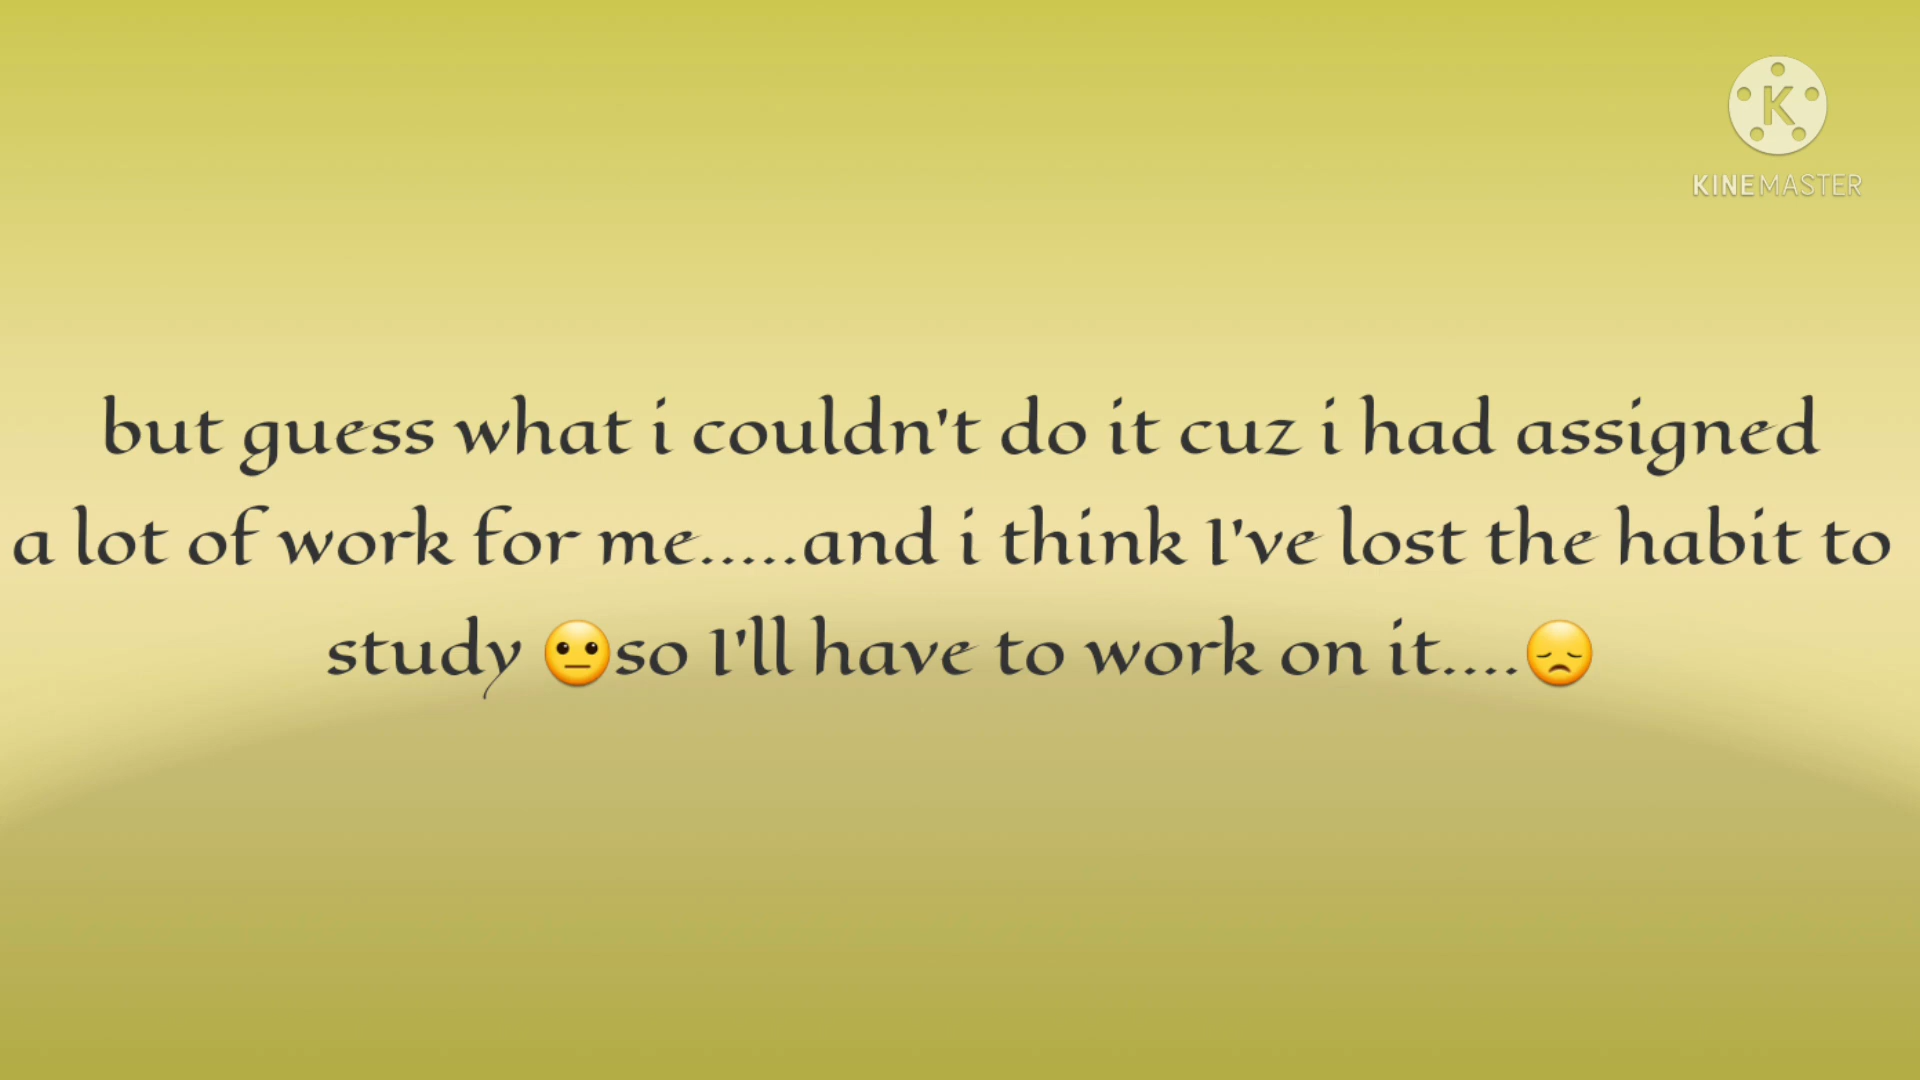 K
KINEMASTER
but guess what i couldn't do it cuz i had assigned
a lot of work for me.....and i think I've lost the habit to
study 😐so I'll have to work on it....😞